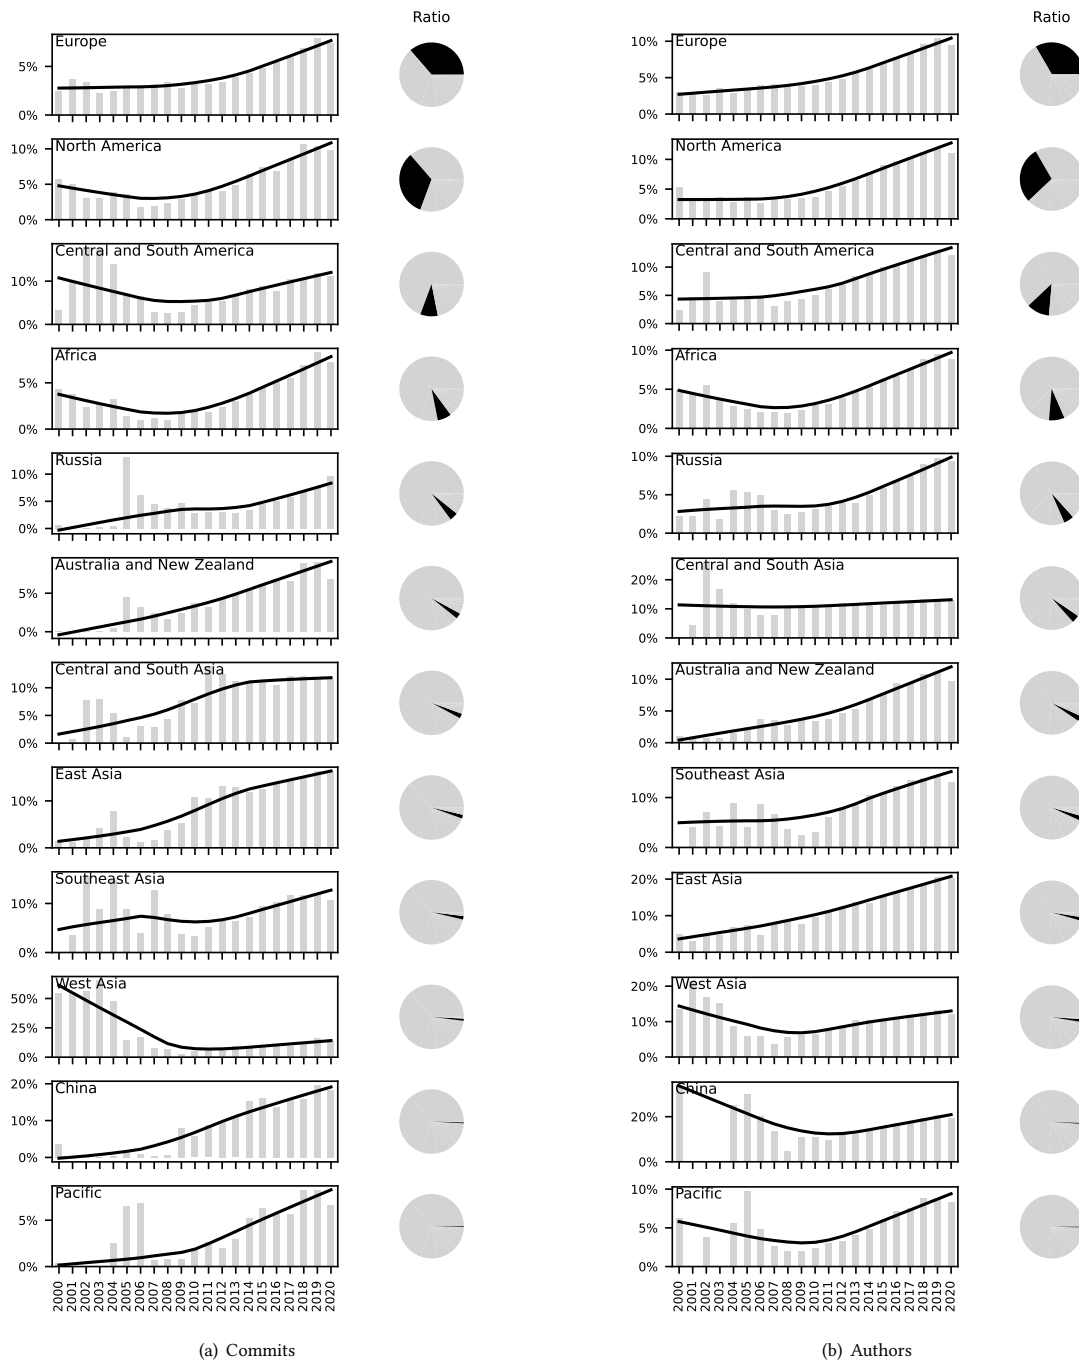 Ratio
Europe
5%
0%
North America
10%
5%
0%
Central and South America
10%
0%
Africa
5%
0%
Russia
10%
5%
0%
Australia and New Zealand
5%
0%
Central and South Asia
10%
5%
0%
East Asia
10%
0%
Southeast Asia
10%
0%
West Asia
50%
25%
0%
China
20%
10%
0%
Pacific
5%
0%
2000 2001 2002 2003 2004 2005 2006 2007 2008 2009 2010 2011 2012 2013 2014 2015 2016 2017 2018 2019 2020
(a) Commits
Ratio
Europe
10%
5%
0%
North America
10%
5%
0%
Central and South America
10%
5%
0%
Africa
10%
5%
0%
Russia
10%
5%
0%
Central and South Asia
20%
10%
0%
Australia and New Zealand
10%
5%
0%
Southeast Asia
10%
0%
East Asia
20%
10%
0%
West Asia
20%
10%
0%
China
20%
0%
Pacific
10%
5%
0%
2000 2001 2002 2003 2004 2005 2006 2007 2008 2009 2010 2011 2012 2013 2014 2015 2016 2017 2018 2019 2020
(b) Authors